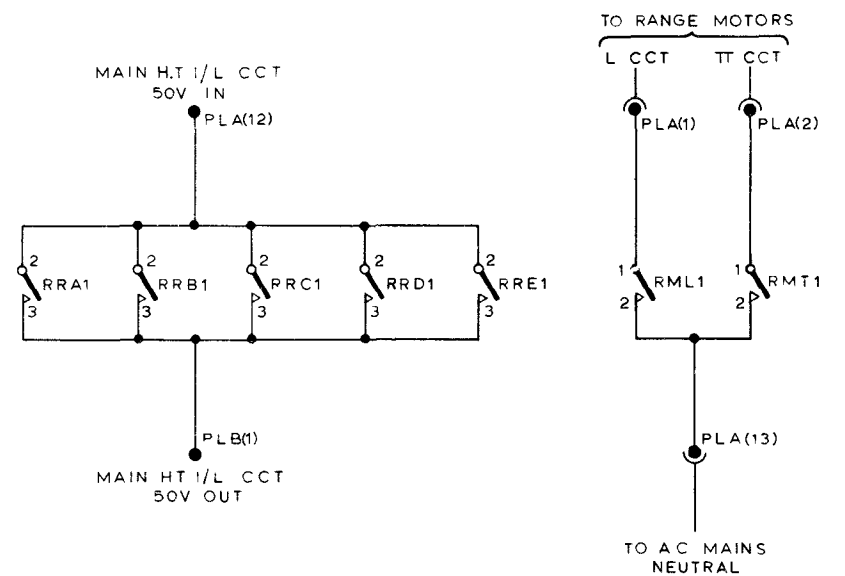 TO RANGE MOTORS
L CCT
π CCT
MAIN H.T I/L CCT
50V IN
PLA(12)
PLA(1)
PLA(2)
2
RRA1
3
2
RRB1
3
2
RRC1
3
2
RRD1
3
2
RRE1
3
1
RML1
2
1
RMT1
2
PLB(1)
MAIN HT I/L CCT
50V OUT
PLA(13)
TO AC MAINS
NEUTRAL